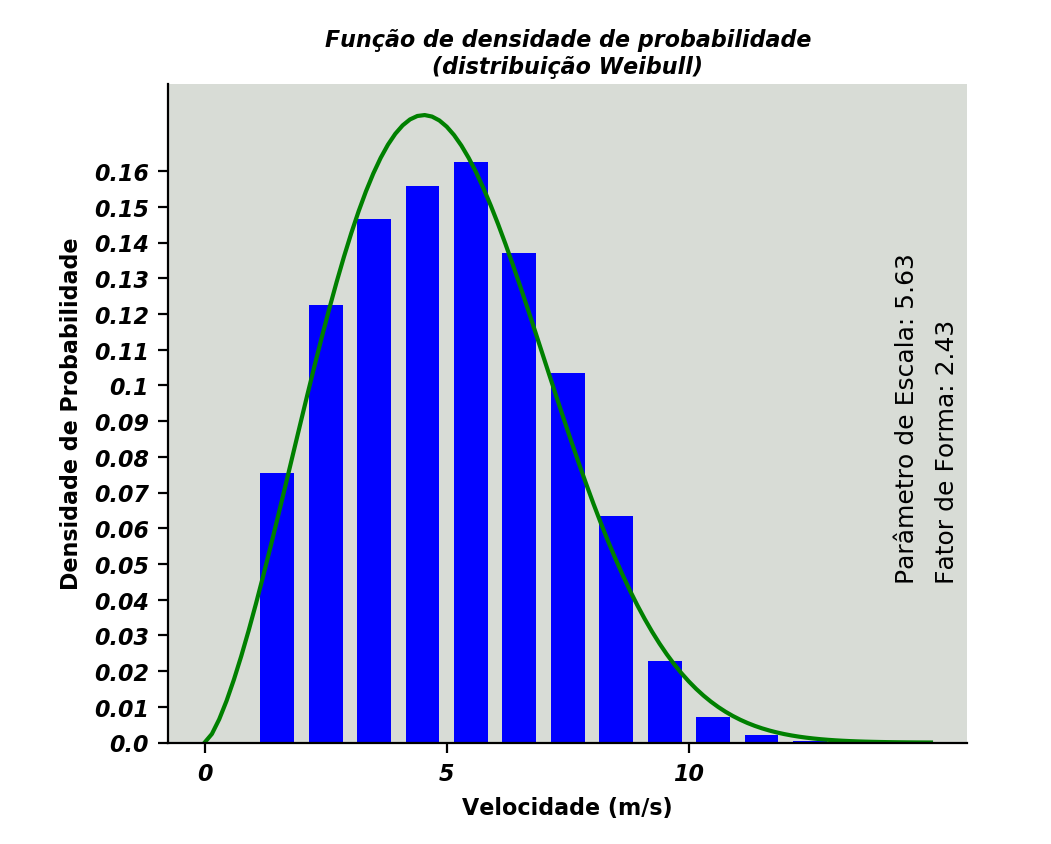 Função de densidade de probabilidade
(distribuição Weibull)
Densidade de Probabilidade
0.16
0.15
0.14
0.13
0.12
0.11
0.1
0.09
0.08
0.07
0.06
0.05
0.04
0.03
0.02
0.01
0.0
Parâmetro de Escala: 5.63
Fator de Forma: 2.43
0 5 10
Velocidade (m/s)